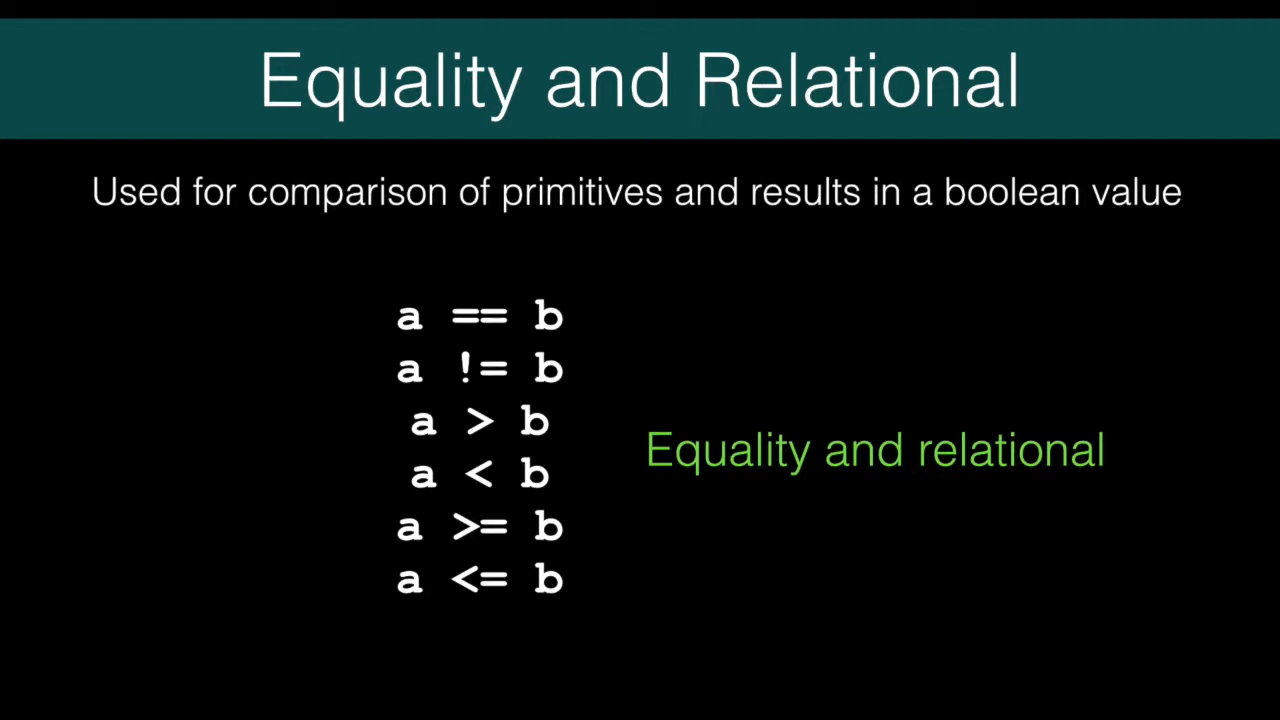 Equality and Relational
Used for comparison of primitives and results in a boolean value
a == b
a != b
a > b
a < b
a >= b
a <= b
Equality and relational